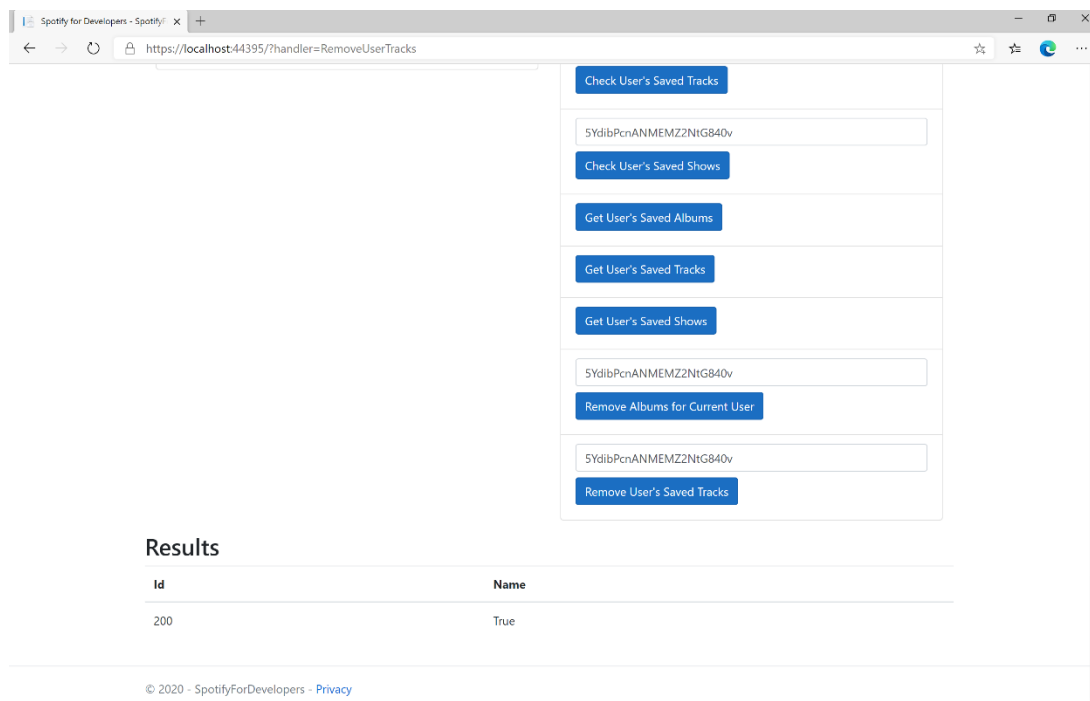 Spotify for Developers - Spotify
https://localhost:44395/?handler=RemoveUserTracks
Check User's Saved Tracks
5YdibPcnANMEMZ2NtG840v
Check User's Saved Shows
Get User's Saved Albums
Get User's Saved Tracks
Get User's Saved Shows
5YdibPcnANMEMZ2NtG840v
Remove Albums for Current User
5YdibPcnANMEMZ2NtG840v
Remove User's Saved Tracks
Results
Id Name
200 True
© 2020 - SpotifyForDevelopers - Privacy